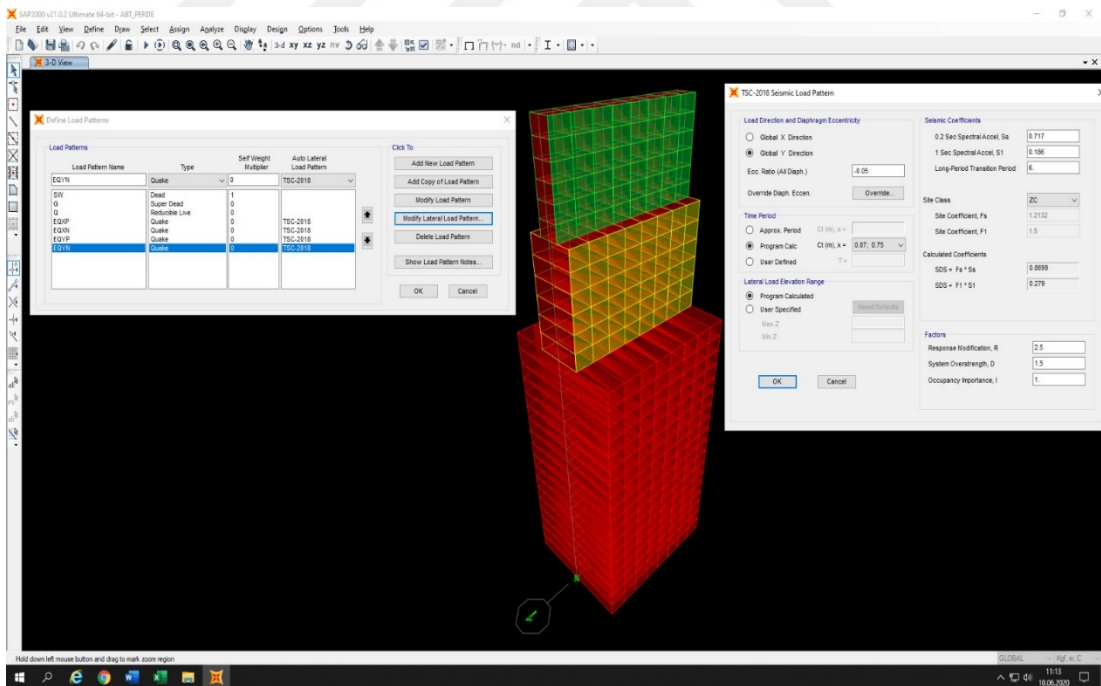 SAP2000 v21.0.2 Ultimate 64-bit - ABT_PERDE
File Edit View Define Draw Select Assign Analyze Display Design Options Tools Help
3-d xy xz yz nv
nd
3-D View
Define Load Patterns
Load Patterns
Click To:
Load Pattern Name Type Self Weight Multiplier Auto Lateral Load Pattern
EQYN Quake 0 TSC-2018
SW Dead 1
G Super Dead 0
Q Reducible Live 0
EQXP Quake 0 TSC-2018
EQXN Quake 0 TSC-2018
EQYP Quake 0 TSC-2018
EQYN Quake 0 TSC-2018
Add New Load Pattern
Add Copy of Load Pattern
Modify Load Pattern
Modify Lateral Load Pattern...
Delete Load Pattern
Show Load Pattern Notes...
OK Cancel
TSC-2018 Seismic Load Pattern
Load Direction and Diaphragm Eccentricity
Global X Direction
Global Y Direction
Ecc. Ratio (All Diaph.) -0.05
Override Diaph. Eccen. Override...
Time Period
Approx. Period Ct (m), x =
Program Calc Ct (m), x = 0.07; 0.75
User Defined T =
Lateral Load Elevation Range
Program Calculated
User Specified Reset Defaults
Max Z
Min Z
OK Cancel
Seismic Coefficients
0.2 Sec Spectral Accel, Ss 0.717
1 Sec Spectral Accel, S1 0.186
Long-Period Transition Period 6.
Site Class ZC
Site Coefficient, Fs 1.2132
Site Coefficient, F1 1.5
Calculated Coefficients
SDS = Fs * Ss 0.8699
SDS = F1 * S1 0.279
Factors
Response Modification, R 2.5
System Overstrength, D 1.5
Occupancy Importance, I 1.
Hold down left mouse button and drag to mark zoom region
GLOBAL Kgf, m, C
11:13
10.06.2020